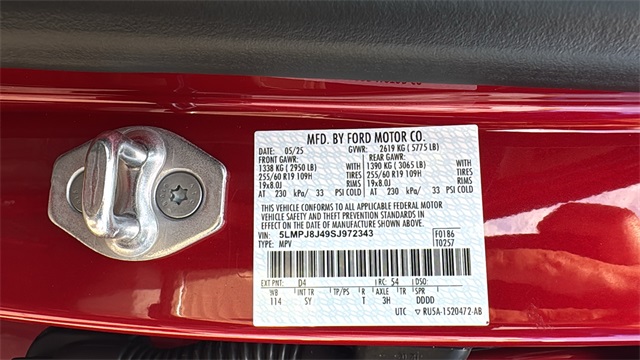 MFD. BY FORD MOTOR CO.
DATE: 05/25 GVWR: 2619 KG ( 5775 LB)
FRONT GAWR: REAR GAWR:
1338 KG ( 2950 LB) WITH 1390 KG ( 3065 LB) WITH
255/60 R19 109H TIRES 255/60 R19 109H TIRES
19x8.0J RIMS 19x8.0J RIMS
AT 230 kPa/ 33 PSI COLD AT 230 kPa/ 33 PSI COLD
THIS VEHICLE CONFORMS TO ALL APPLICABLE FEDERAL MOTOR
VEHICLE SAFETY AND THEFT PREVENTION STANDARDS IN
EFFECT ON THE DATE OF MANUFACTURE SHOWN ABOVE.
VIN: 5LMPJ8J49SJ972343 F0186
TYPE: MPV T0257
EXT PNT: D4 RC: 54 DSO:
WB INT TR TP/PS R AXLE TR SPR
114 SY T 3H DDDD
UTC ▽ RU5A-1520472-AB